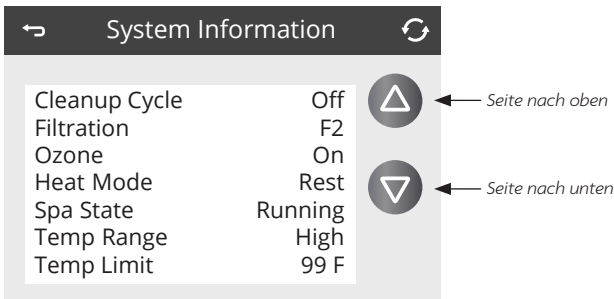 System Information
Cleanup Cycle Off
Filtration F2
Ozone On
Heat Mode Rest
Spa State Running
Temp Range High
Temp Limit 99 F
Seite nach oben
Seite nach unten